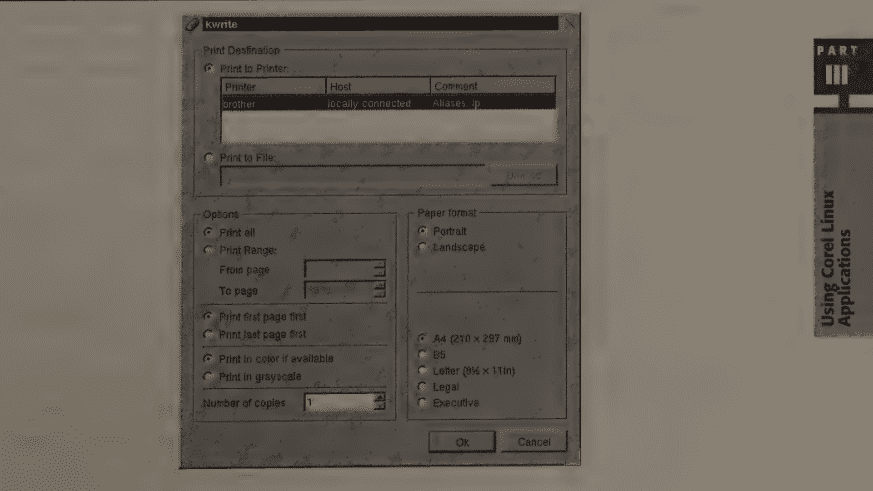 kwrite
Print Destination
Print to Printer:
Printer Host Comment
brother locally connected Aliases: lp
Print to File:
Options
Print all
Print Range:
From page
To page
Print first page first
Print last page first
Print in color if available
Print in grayscale
Number of copies 1
Paper format
Portrait
Landscape
A4 (210 × 297 mm)
B5
Letter (8½ × 11in)
Legal
Executive
Ok Cancel
PART
III
Using Corel Linux
Applications